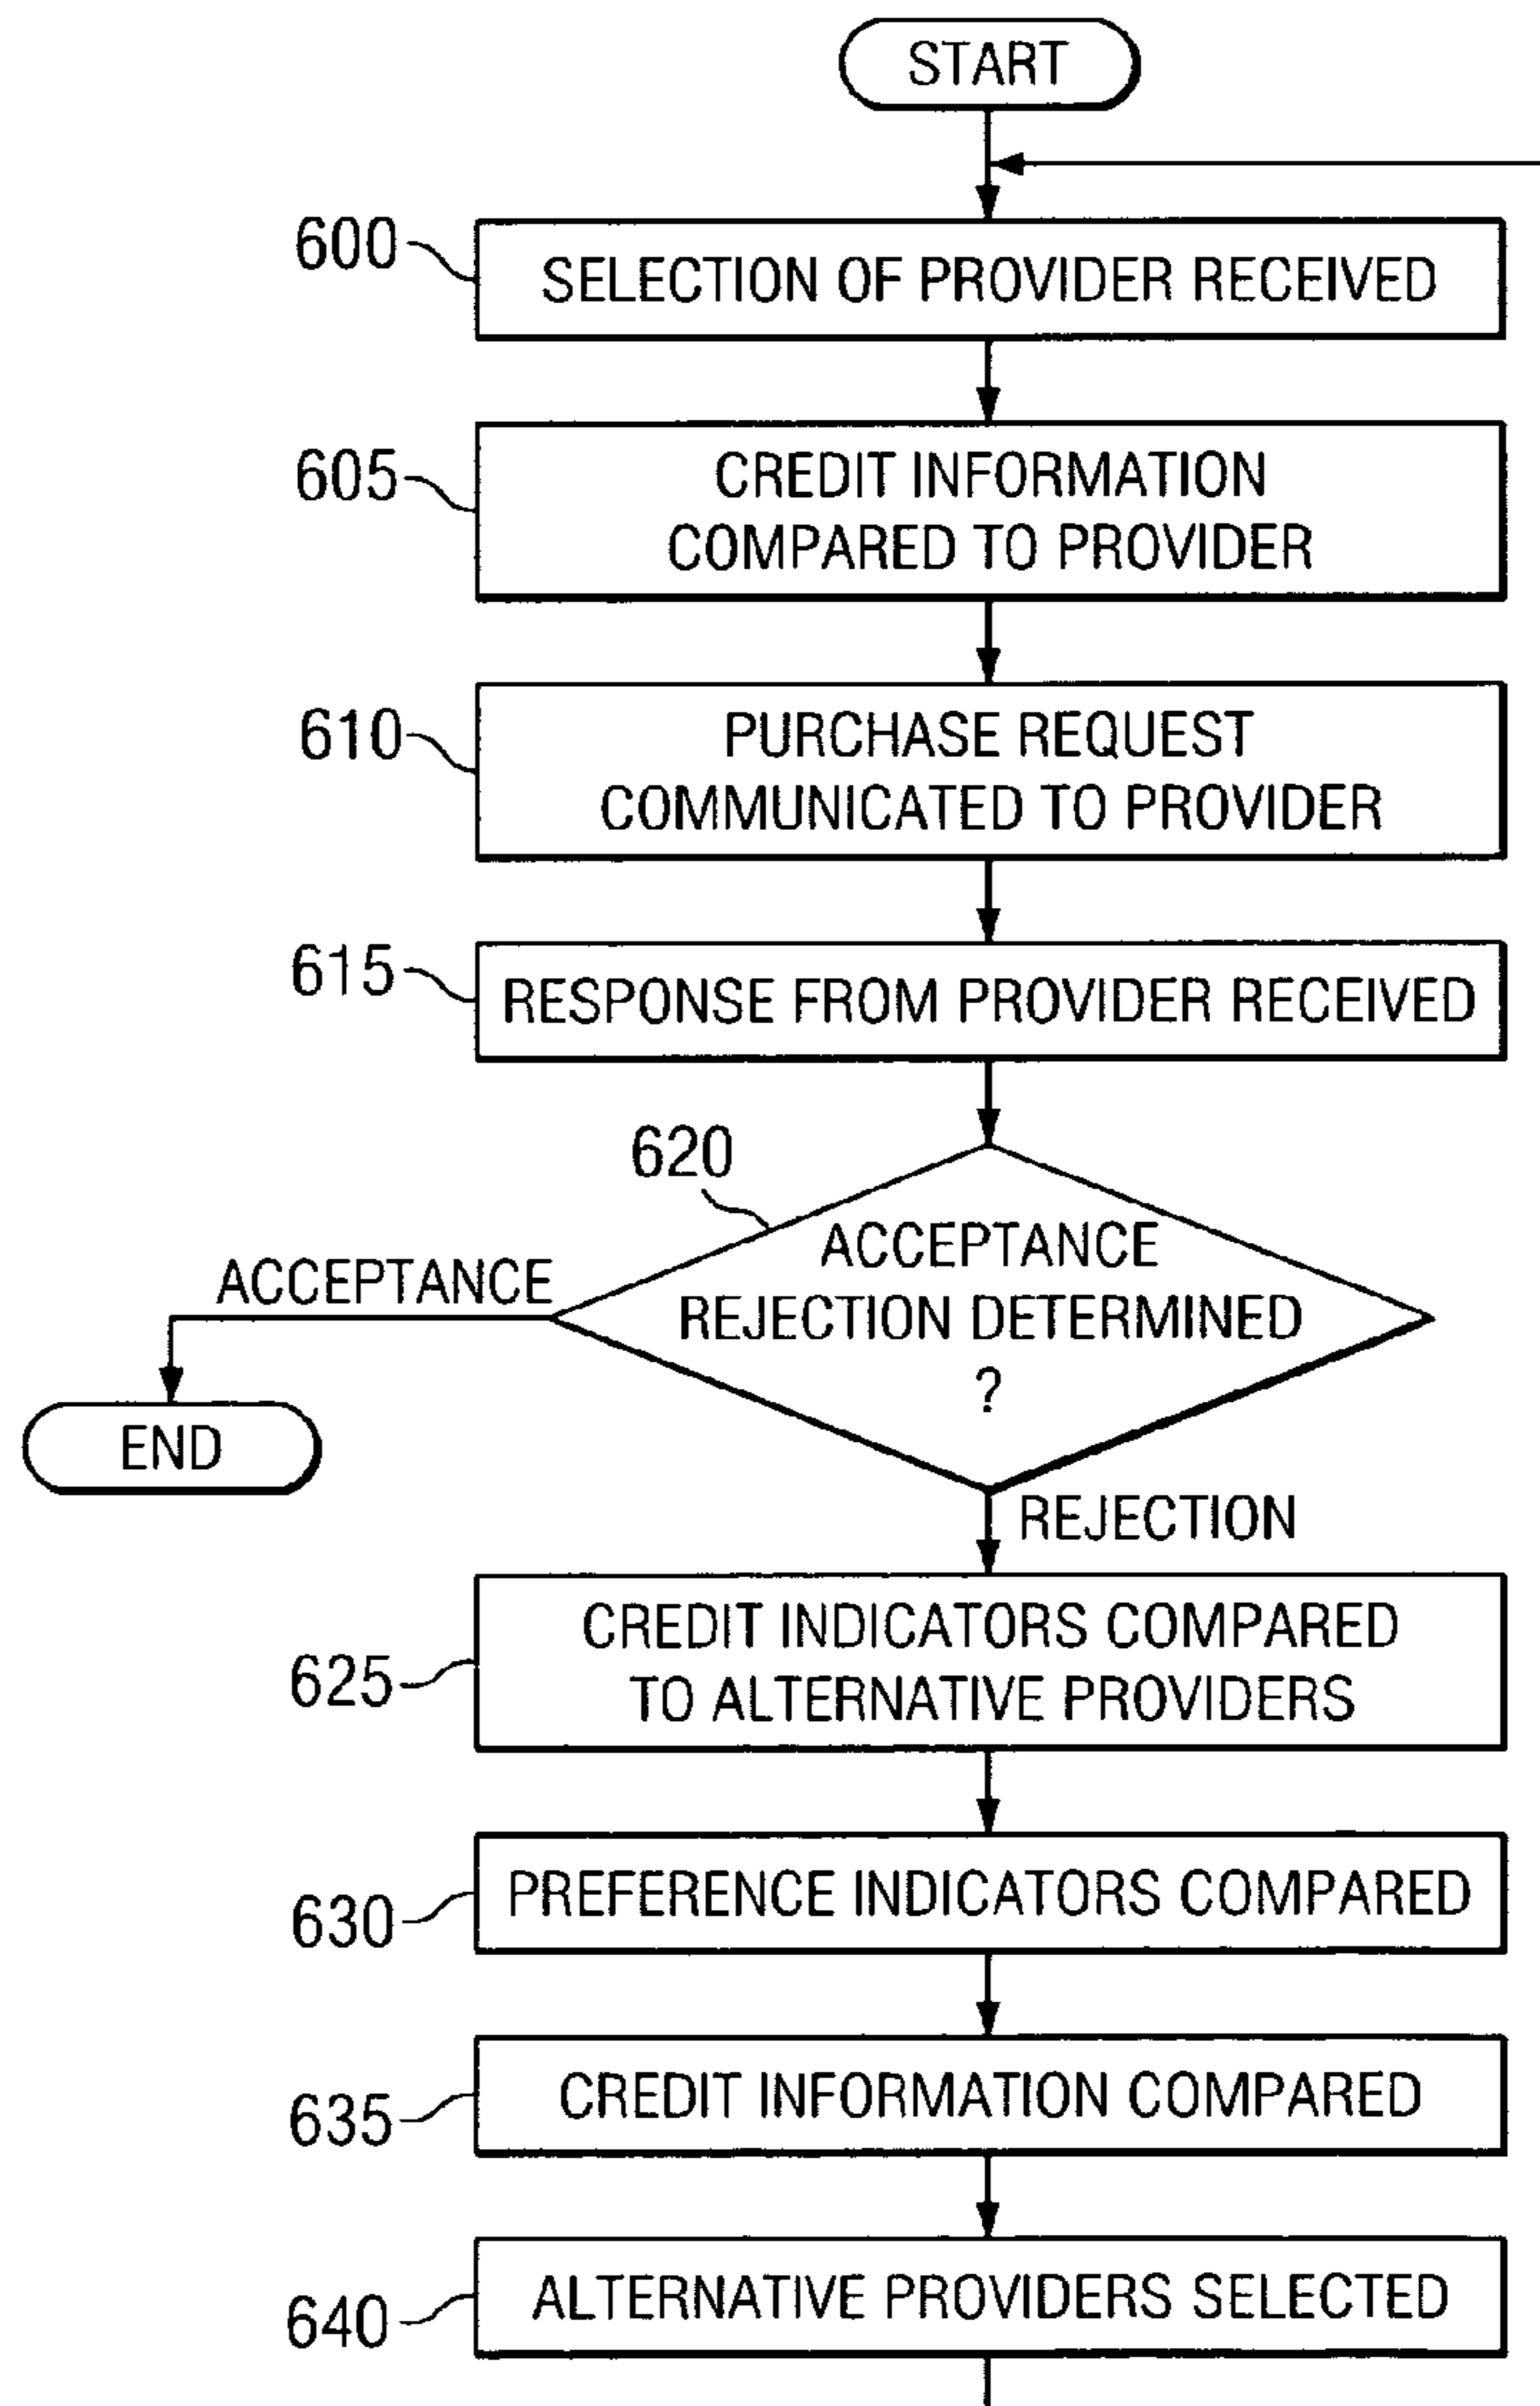 START
600
SELECTION OF PROVIDER RECEIVED
605
CREDIT INFORMATION
COMPARED TO PROVIDER
610
PURCHASE REQUEST
COMMUNICATED TO PROVIDER
615
RESPONSE FROM PROVIDER RECEIVED
620
ACCEPTANCE
REJECTION DETERMINED
?
ACCEPTANCE
END
REJECTION
625
CREDIT INDICATORS COMPARED
TO ALTERNATIVE PROVIDERS
630
PREFERENCE INDICATORS COMPARED
635
CREDIT INFORMATION COMPARED
640
ALTERNATIVE PROVIDERS SELECTED